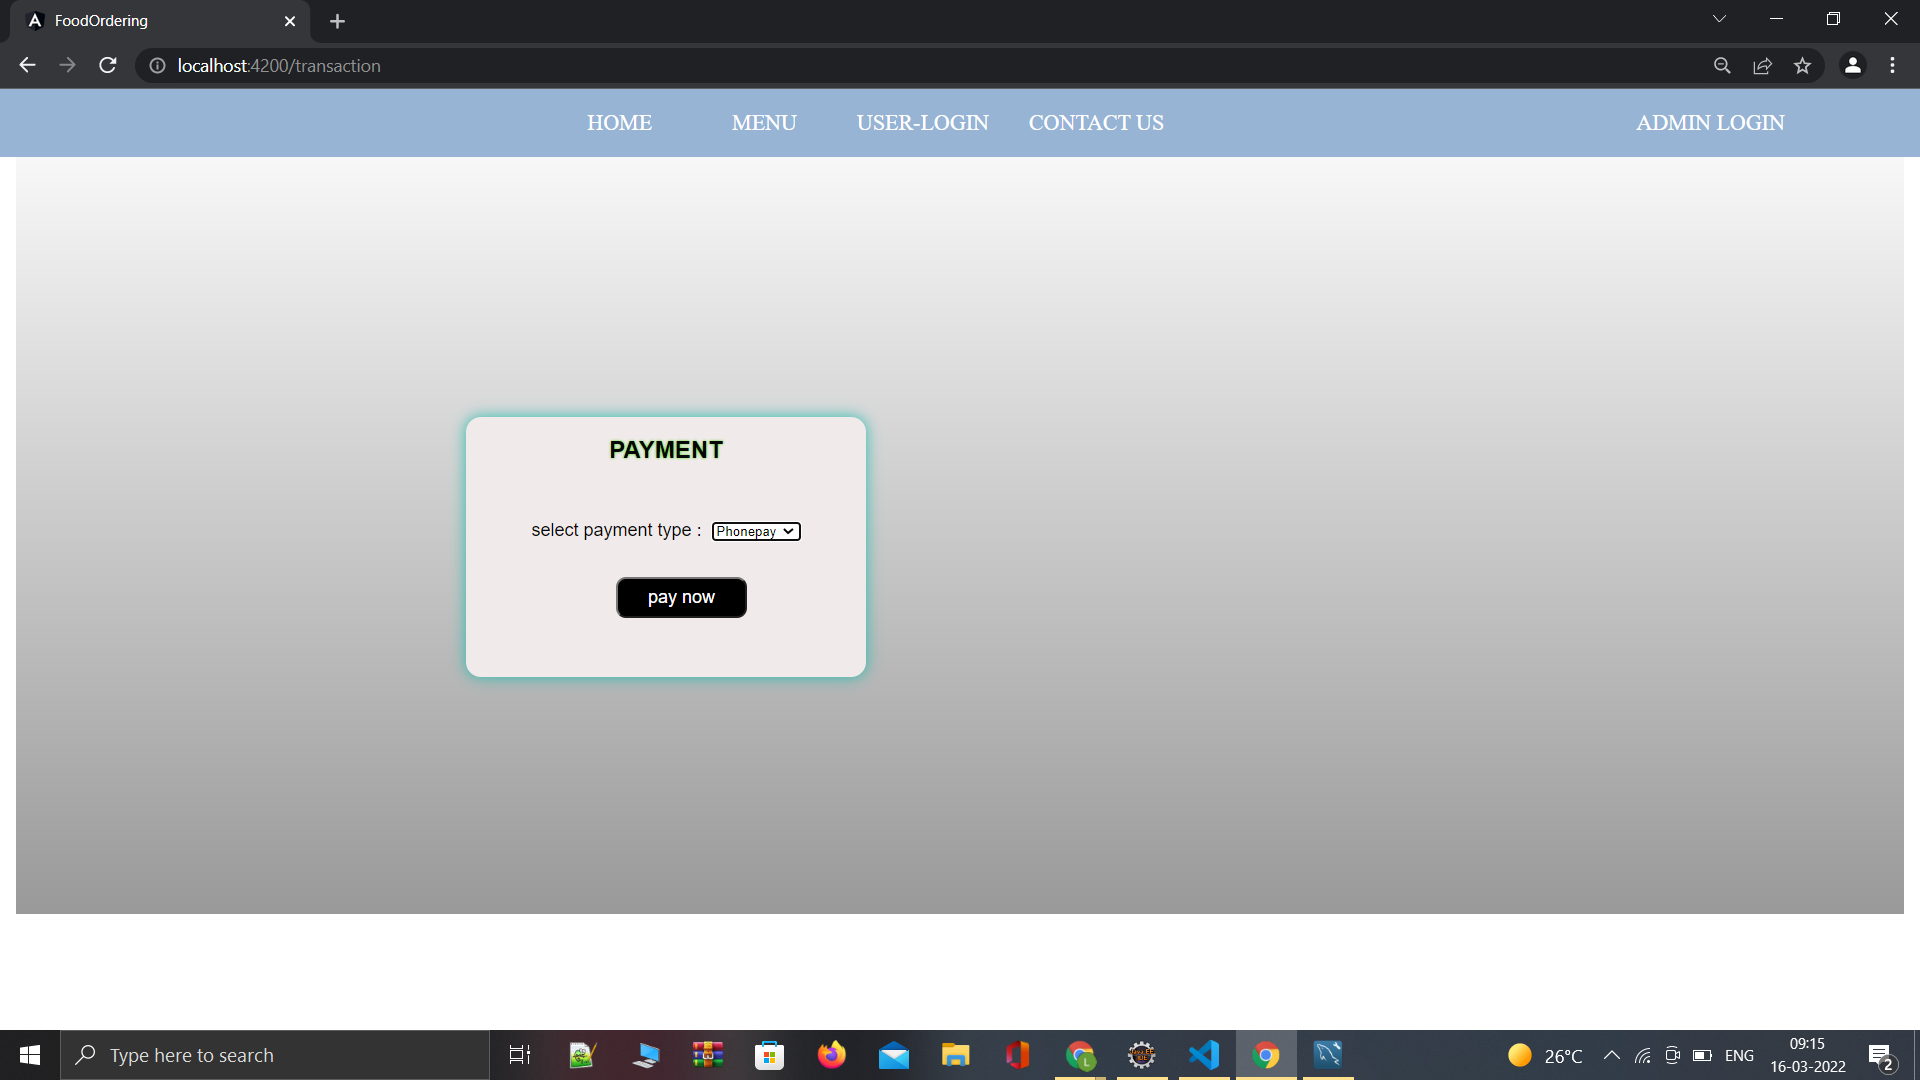 FoodOrdering
localhost:4200/transaction
HOME MENU USER-LOGIN CONTACT US ADMIN LOGIN
PAYMENT
select payment type : Phonepay
pay now
Type here to search
L
26°C ENG 09:15
16-03-2022
2